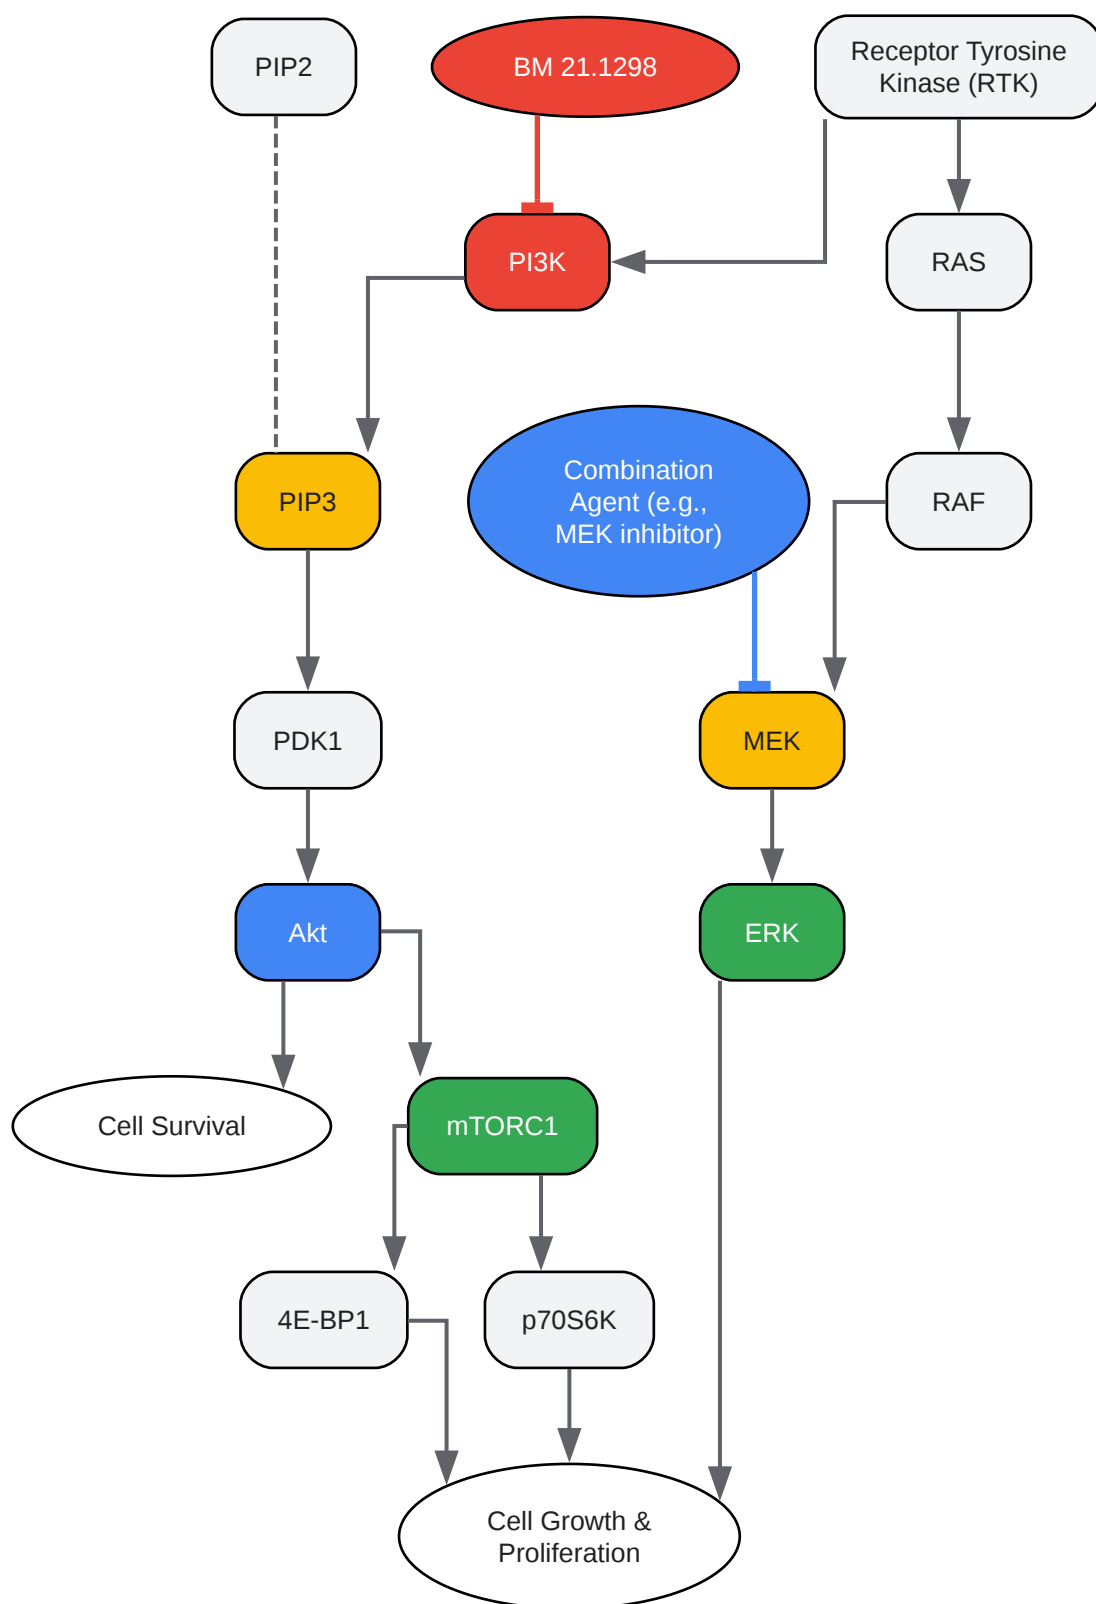 PIP2
BM 21.1298
Receptor Tyrosine
Kinase (RTK)
PI3K
RAS
Combination
Agent (e.g.,
MEK inhibitor)
PIP3
RAF
PDK1
MEK
Akt
ERK
Cell Survival
mTORC1
4E-BP1
p70S6K
Cell Growth &
Proliferation